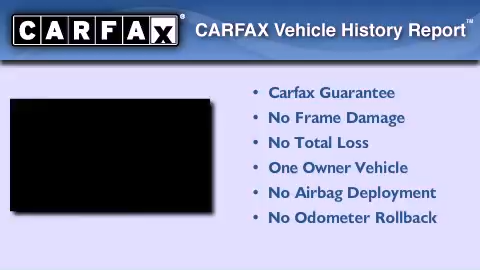 CARFAX® CARFAX Vehicle History Report™
• Carfax Guarantee
• No Frame Damage
• No Total Loss
• One Owner Vehicle
• No Airbag Deployment
• No Odometer Rollback